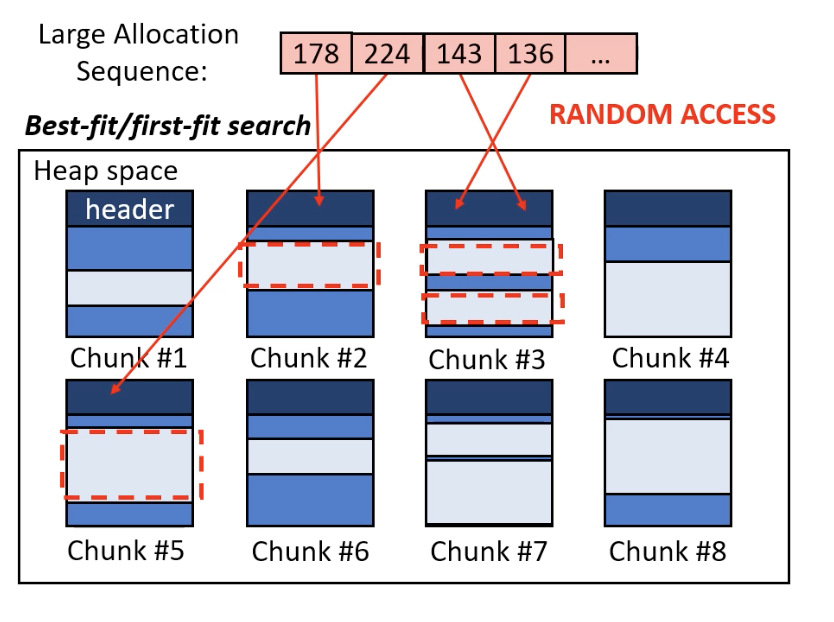 Large Allocation
Sequence:
178 224 143 136 ...
Best-fit/first-fit search
RANDOM ACCESS
Heap space
header
Chunk #1 Chunk #2 Chunk #3 Chunk #4
Chunk #5 Chunk #6 Chunk #7 Chunk #8